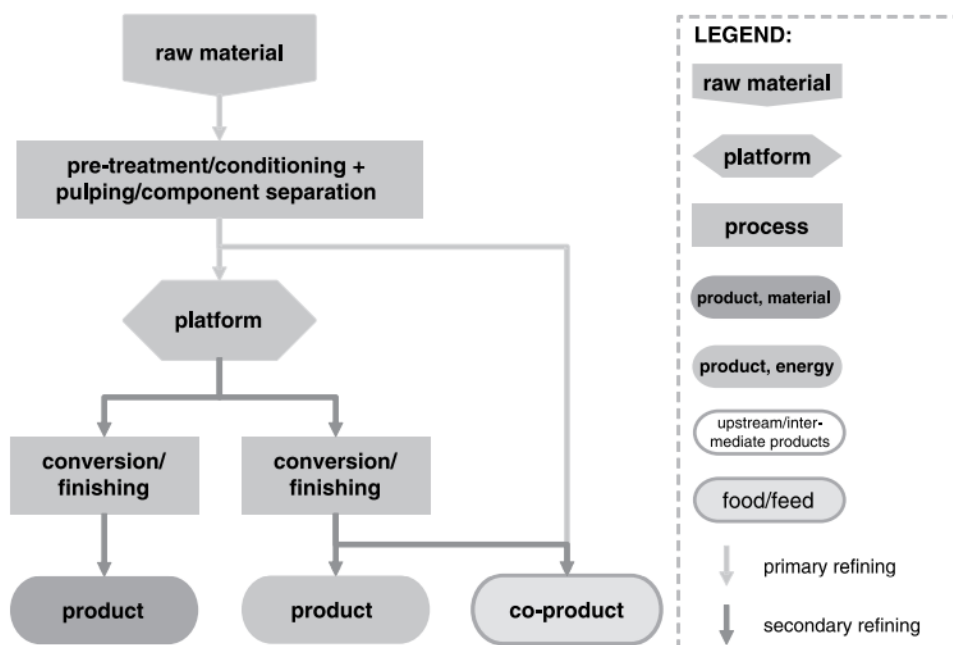 raw material
pre-treatment/conditioning +
pulping/component separation
platform
conversion/
finishing
conversion/
finishing
product
product
co-product
LEGEND:
raw material
platform
process
product, material
product, energy
upstream/inter-
mediate products
food/feed
primary refining
secondary refining